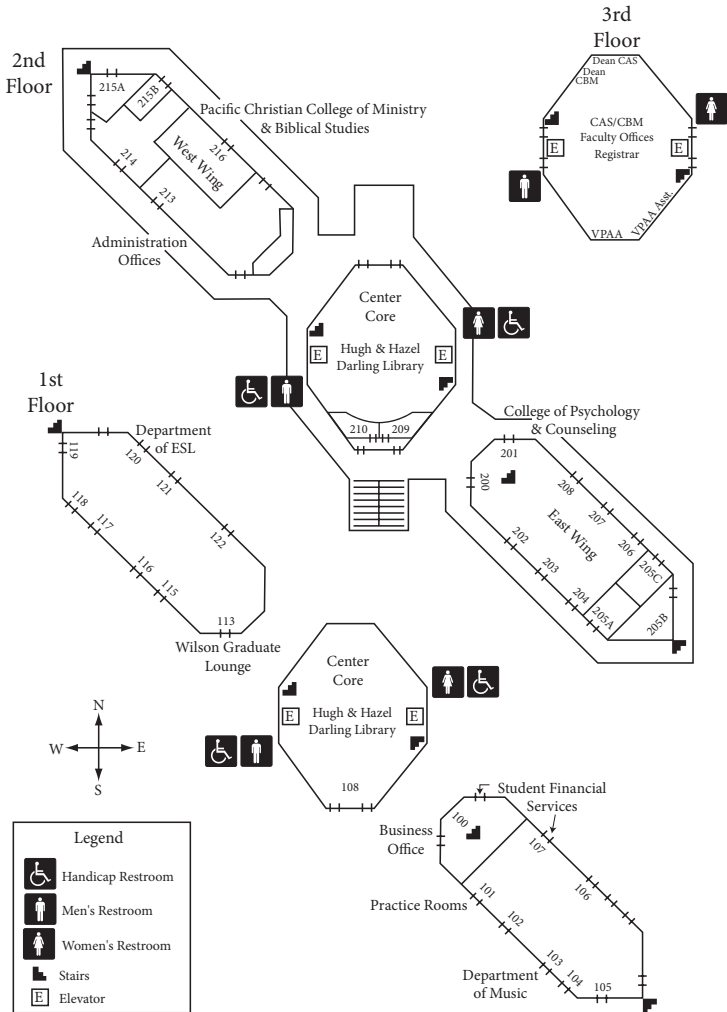 2nd
Floor
215A
215B
Pacific Christian College of Ministry
& Biblical Studies
216
West Wing
214
213
Administration
Offices
3rd
Floor
Dean CAS
Dean
CBM
CAS/CBM
Faculty Offices
Registrar
E
E
VPAA
VPAA Asst.
Center
Core
Hugh & Hazel
Darling Library
E
E
210
209
College of Psychology
& Counseling
201
200
208
207
206
205C
East Wing
202
203
204
205A
205B
1st
Floor
Department
of ESL
119
120
121
122
118
117
116
115
113
Wilson Graduate
Lounge
Center
Core
Hugh & Hazel
Darling Library
E
E
108
N
W
E
S
Student Financial
Services
Business
Office
100
107
106
Practice Rooms
101
102
103
104
105
Department
of Music
Legend
Handicap Restroom
Men's Restroom
Women's Restroom
Stairs
E
Elevator